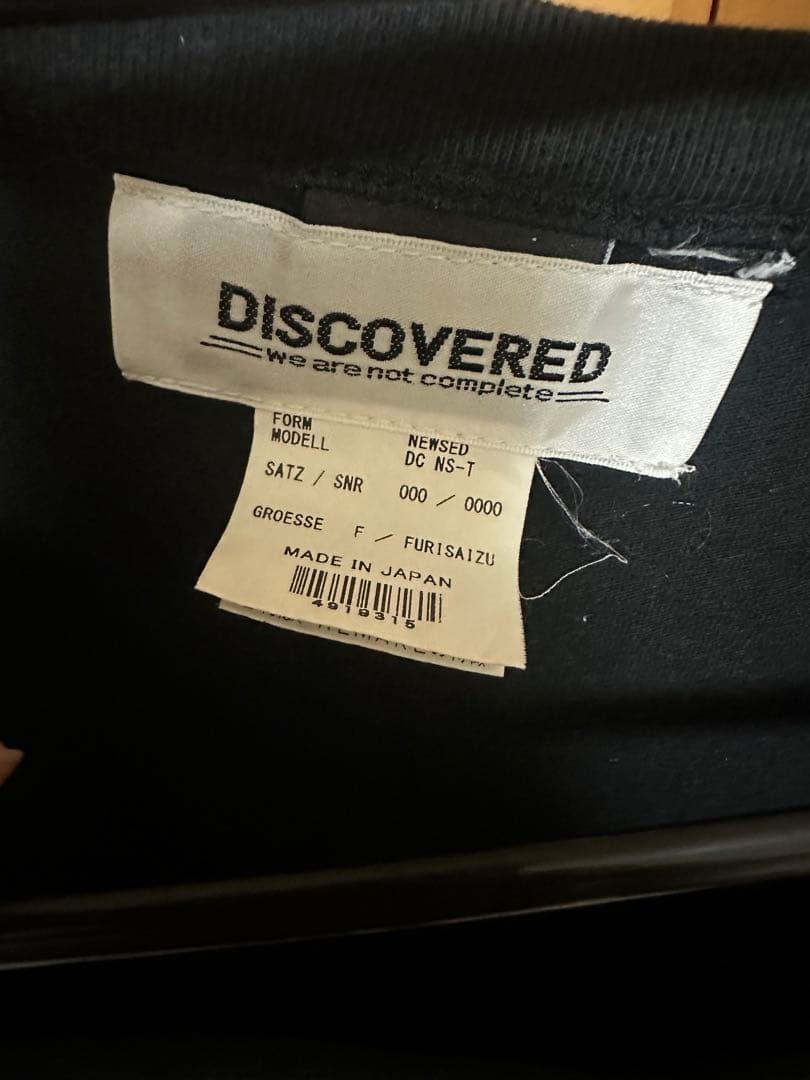 DISCOVERED
we are not complete
FORM NEWSED
MODELL DC NS-T
SATZ / SNR 000 / 0000
GROESSE F / FURISAIZU
MADE IN JAPAN
4919315